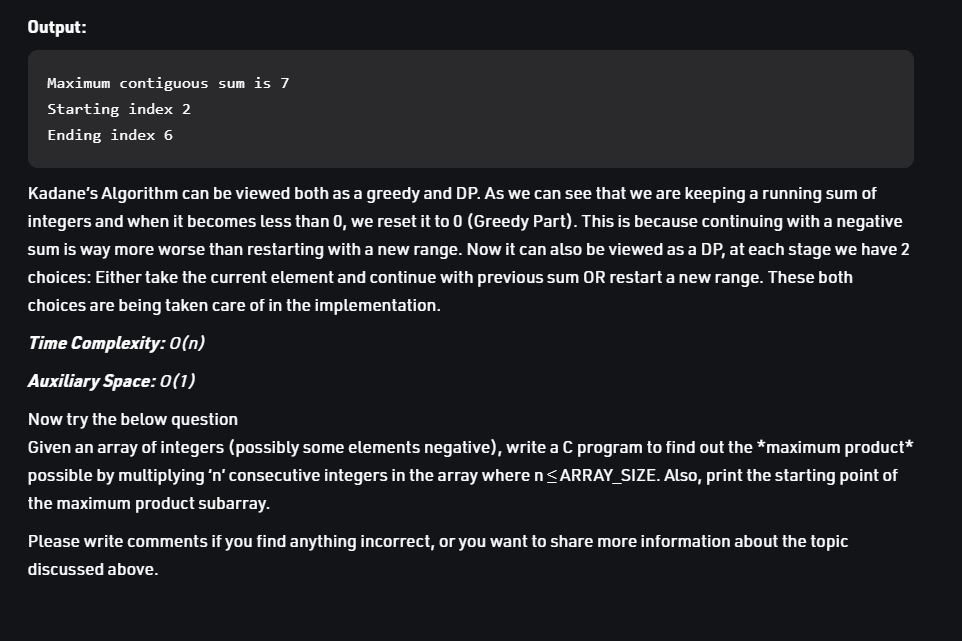 Output:
Maximum contiguous sum is 7
Starting index 2
Ending index 6
Kadane's Algorithm can be viewed both as a greedy and DP. As we can see that we are keeping a running sum of
integers and when it becomes less than 0, we reset it to 0 (Greedy Part). This is because continuing with a negative
sum is way more worse than restarting with a new range. Now it can also be viewed as a DP, at each stage we have 2
choices: Either take the current element and continue with previous sum OR restart a new range. These both
choices are being taken care of in the implementation.
Time Complexity: O(n)
Auxiliary Space: O(1)
Now try the below question
Given an array of integers (possibly some elements negative), write a C program to find out the *maximum product*
possible by multiplying 'n' consecutive integers in the array where n ≤ ARRAY_SIZE. Also, print the starting point of
the maximum product subarray.
Please write comments if you find anything incorrect, or you want to share more information about the topic
discussed above.